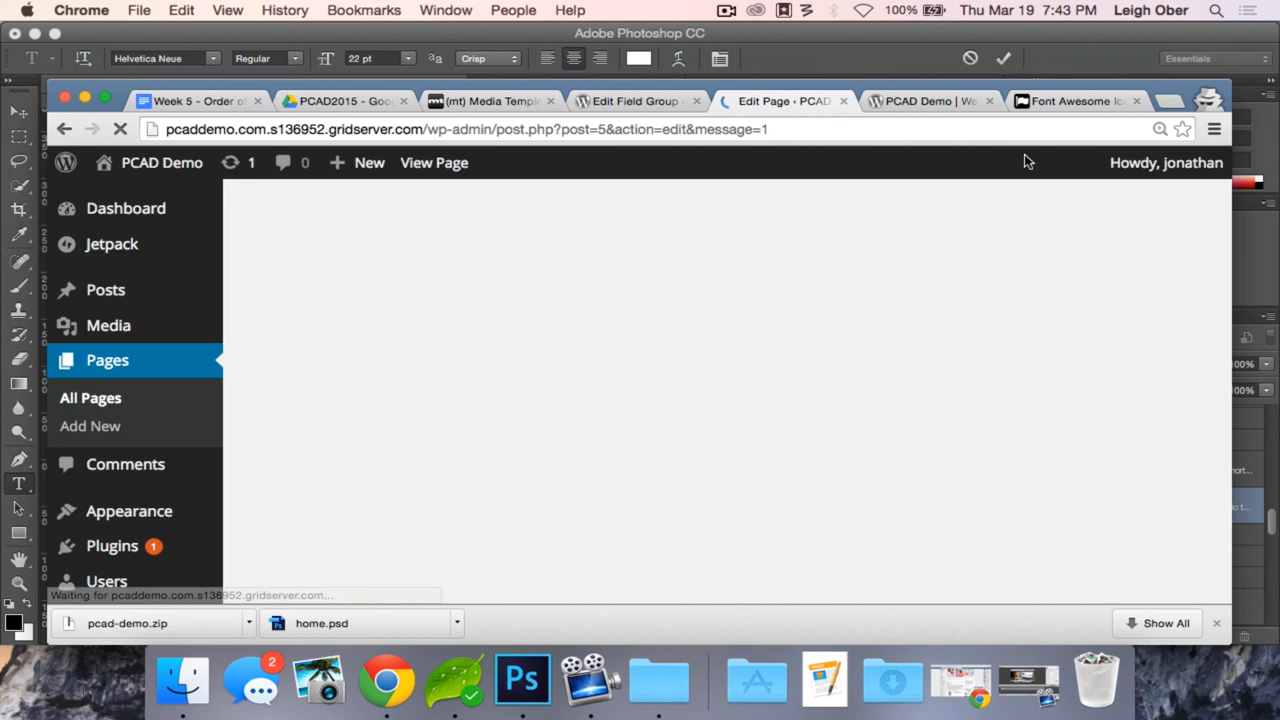 Chrome File Edit View History Bookmarks Window People Help 100% Thu Mar 19 7:43 PM Leigh Ober
Adobe Photoshop CC
T Helvetica Neue Regular 22 pt Crisp Essentials
Week 5 - Order of PCAD2015 - Goo (mt) Media Temple Edit Field Group Edit Page ‹ PCAD PCAD Demo | We Font Awesome Ic
pcaddemo.com.s136952.gridserver.com/wp-admin/post.php?post=5&action=edit&message=1
PCAD Demo 1 0 New View Page Howdy, jonathan
Dashboard
Jetpack
Posts
Media
Pages
100%
All Pages
100%
Add New
Comments
ort...
o t...
Appearance
Plugins 1
Users
Waiting for pcaddemo.com.s136952.gridserver.com...
pcad-demo.zip home.psd Show All
2
Ps